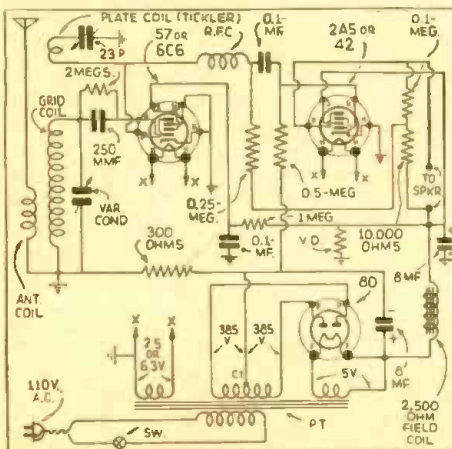 PLATE COIL (TICKLER)
23 P
57 OR
6C6
R.F.C.
0.1-
MF.
2A5 OR
42
0.1-
MEG.
2 MEGS.
GRID
COIL
250
MMF
VAR
COND
0.25-
MEG.
0.5-MEG
TO
SPKR
1 MEG
300
OHMS
0.1-
MF.
V.D.
10,000
OHMS
8 MF.
ANT.
COIL
X
X
X
X
X
X
2.5
OR
6.3V
385
V
385
V
CT
80
5V
8
MF
2,500
OHM
FIELD
COIL
110V.
A.C.
SW.
PT